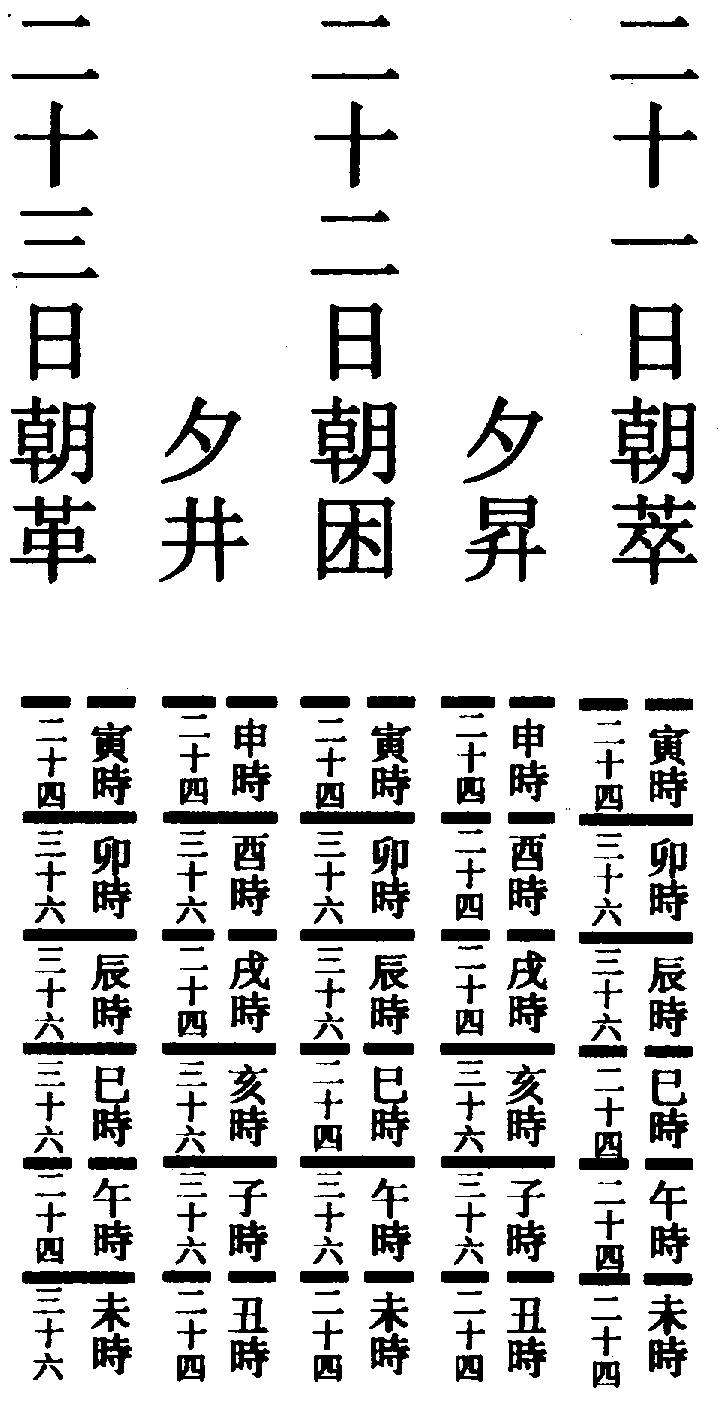 二十一日朝萃
寅時卯時辰時巳時午時未時
二十四三十六三十六二十四二十四二十四
夕昇
申時酉時戌時亥時子時丑時
二十四二十四二十四三十六三十六二十四
二十二日朝困
寅時卯時辰時巳時午時未時
二十四三十六三十六二十四三十六二十四
夕井
申時酉時戌時亥時子時丑時
二十四三十六二十四三十六三十六二十四
二十三日朝革
寅時卯時辰時巳時午時未時
二十四三十六三十六三十六二十四三十六